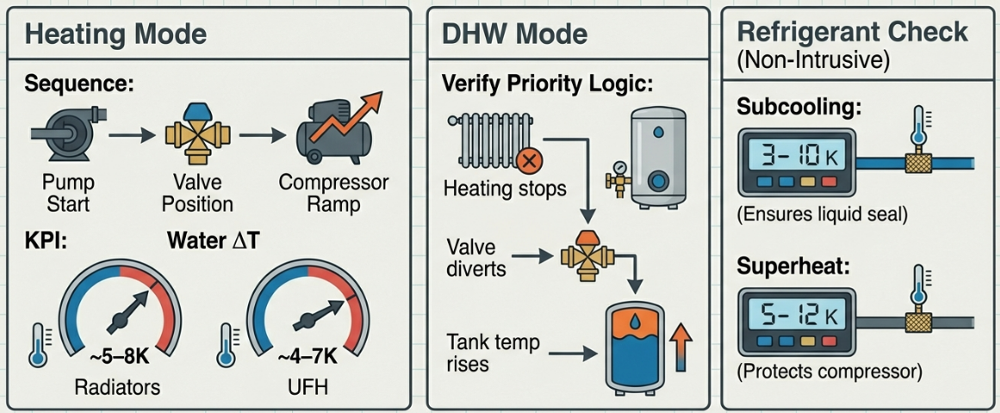 Heating Mode
Sequence:
Pump
Start
Valve
Position
Compressor
Ramp
KPI:
Water ΔT
~5–8K
Radiators
~4–7K
UFH
DHW Mode
Verify Priority Logic:
Heating stops
Valve
diverts
Tank temp
rises
Refrigerant Check
(Non-Intrusive)
Subcooling:
3-10 K
(Ensures liquid seal)
Superheat:
5-12 K
(Protects compressor)